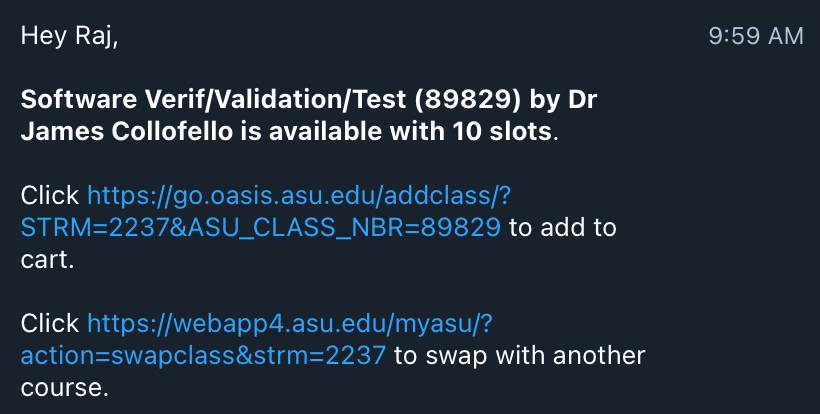 Hey Raj,
9:59 AM
Software Verif/Validation/Test (89829) by Dr
James Collofello is available with 10 slots.
Click https://go.oasis.asu.edu/addclass/?
STRM=2237&ASU_CLASS_NBR=89829 to add to
cart.
Click https://webapp4.asu.edu/myasu/?
action=swapclass&strm=2237 to swap with another
course.